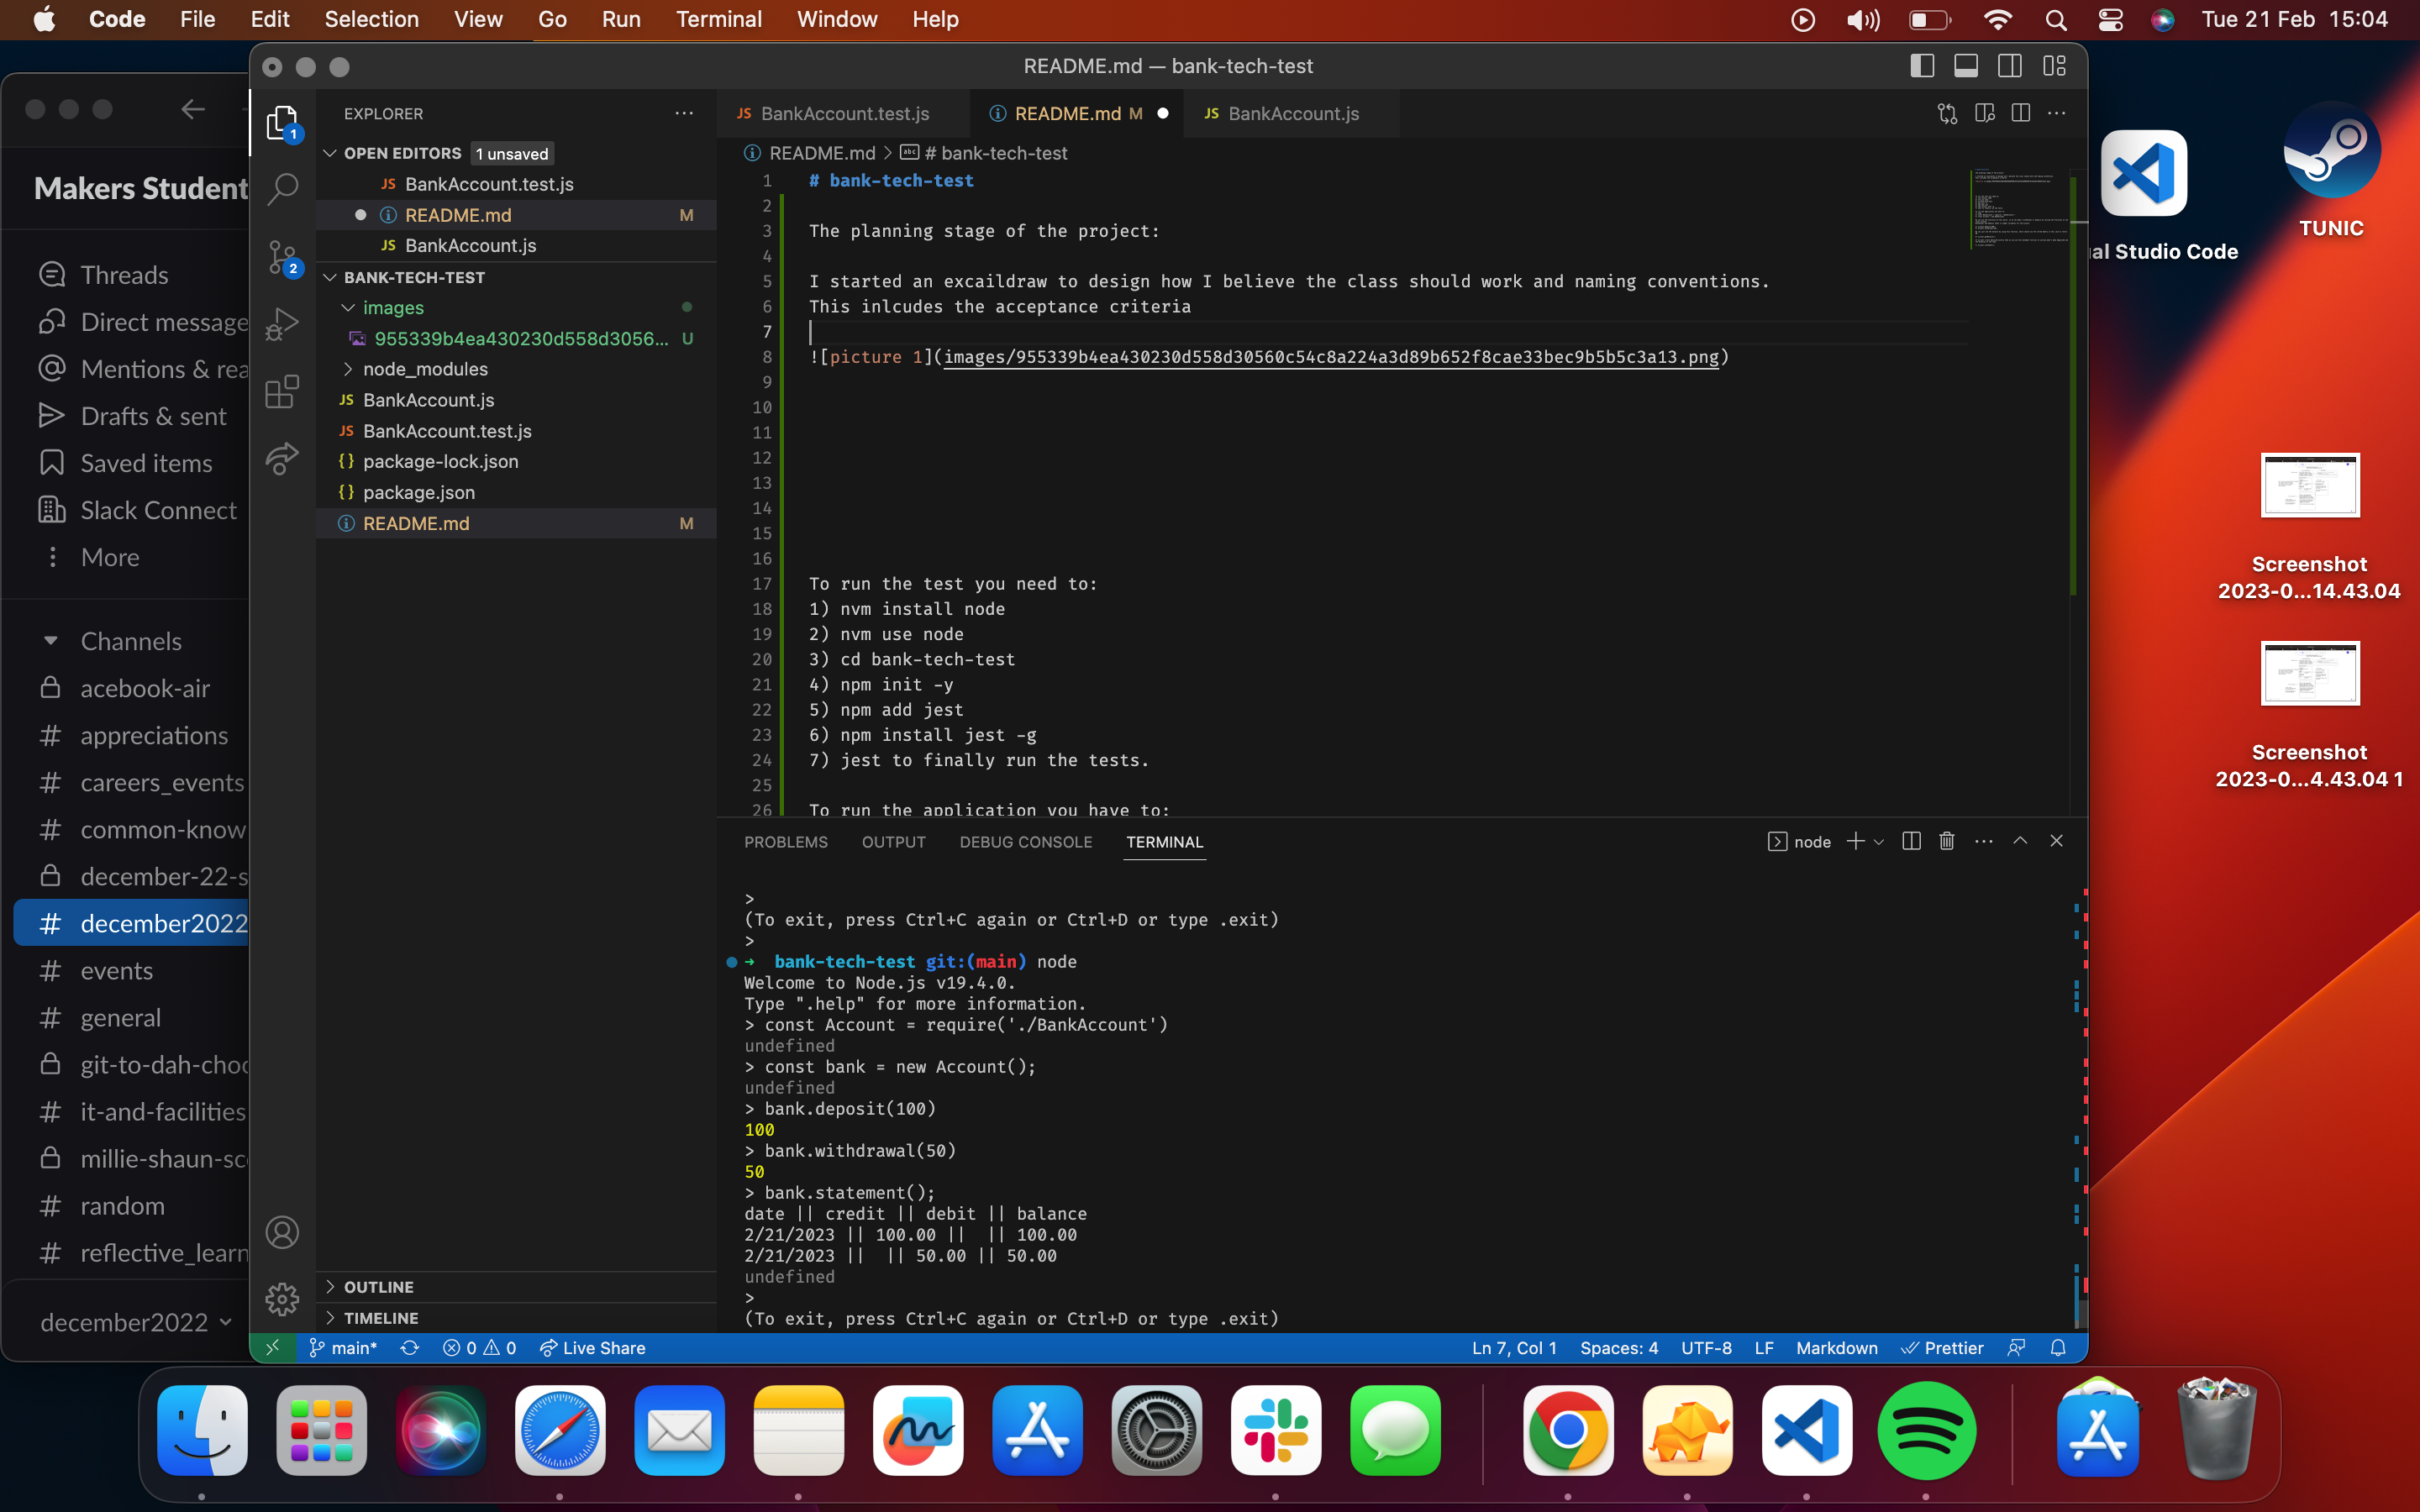 Code File Edit Selection View Go Run Terminal Window Help Tue 21 Feb 15:04
Makers Student
Threads
Direct message
Mentions & rea
Drafts & sent
Saved items
Slack Connect
More
Channels
acebook-air
appreciations
careers_events
common-know
december-22-s
december2022
events
general
git-to-dah-choc
it-and-facilities
millie-shaun-sc
random
reflective_learn
december2022
README.md — bank-tech-test
EXPLORER
OPEN EDITORS 1 unsaved
JS BankAccount.test.js
README.md M
JS BankAccount.js
BANK-TECH-TEST
images
955339b4ea430230d558d3056... U
node_modules
JS BankAccount.js
JS BankAccount.test.js
{} package-lock.json
{} package.json
README.md M
OUTLINE
TIMELINE
1
2
JS BankAccount.test.js README.md M JS BankAccount.js
README.md > abc # bank-tech-test
1 # bank-tech-test
2
3 The planning stage of the project:
4
5 I started an excaildraw to design how I believe the class should work and naming conventions.
6 This inlcudes the acceptance criteria
7
8 ![picture 1](images/955339b4ea430230d558d30560c54c8a224a3d89b652f8cae33bec9b5b5c3a13.png)
9
10
11
12
13
14
15
16
17 To run the test you need to:
18 1) nvm install node
19 2) nvm use node
20 3) cd bank-tech-test
21 4) npm init -y
22 5) npm add jest
23 6) npm install jest -g
24 7) jest to finally run the tests.
25
26 To run the application you have to:
PROBLEMS OUTPUT DEBUG CONSOLE TERMINAL node
>
(To exit, press Ctrl+C again or Ctrl+D or type .exit)
>
→ bank-tech-test git:(main) node
Welcome to Node.js v19.4.0.
Type ".help" for more information.
> const Account = require('./BankAccount')
undefined
> const bank = new Account();
undefined
> bank.deposit(100)
100
> bank.withdrawal(50)
50
> bank.statement();
date || credit || debit || balance
2/21/2023 || 100.00 ||  || 100.00
2/21/2023 ||  || 50.00 || 50.00
undefined
>
(To exit, press Ctrl+C again or Ctrl+D or type .exit)
main* 0 0 Live Share Ln 7, Col 1 Spaces: 4 UTF-8 LF Markdown Prettier
al Studio Code
TUNIC
Screenshot
2023-0...14.43.04
Screenshot
2023-0...4.43.04 1